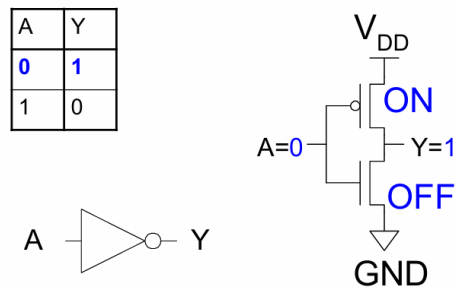 A Y
0 1
1 0
A Y
VDD
ON
A=0 Y=1
OFF
GND